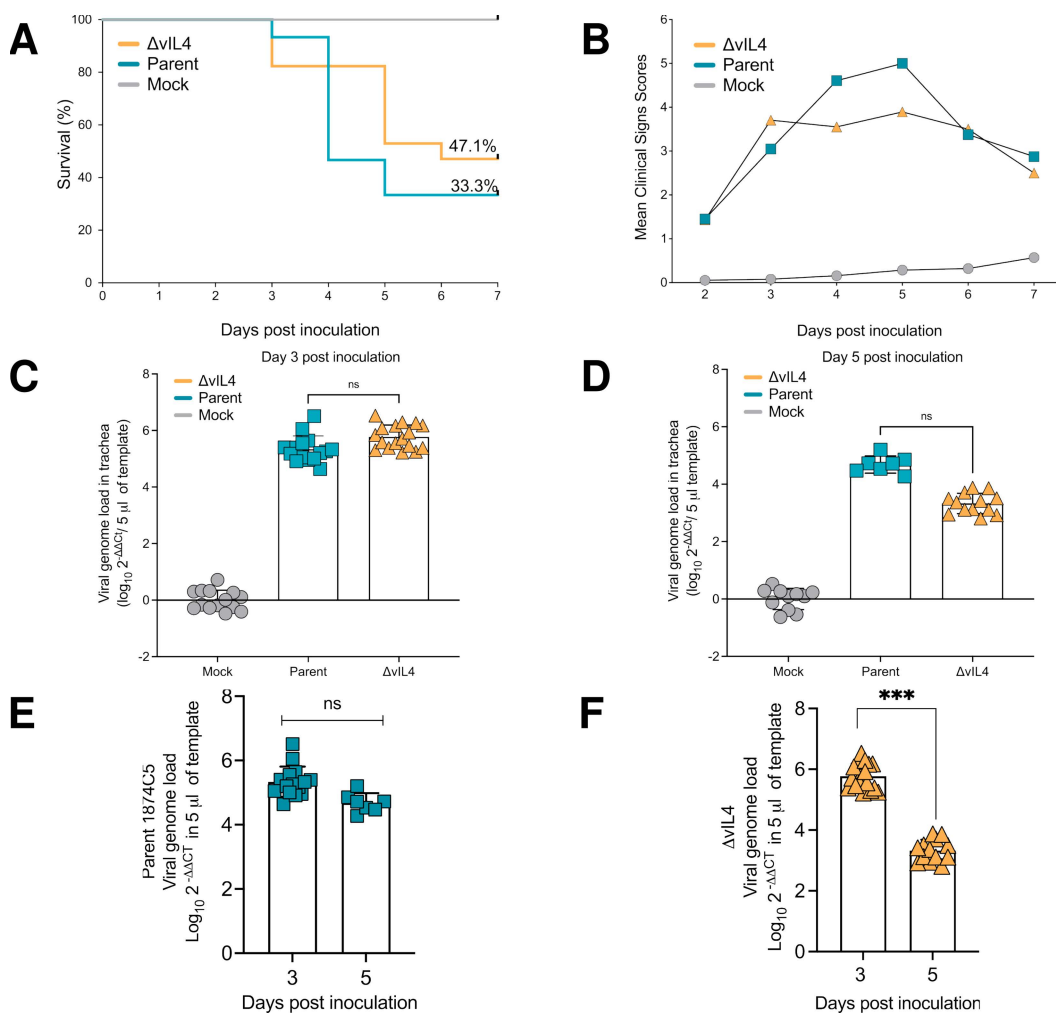 A
100
80
60
40
20
0
Survival (%)
ΔvIL4
Parent
Mock
47.1%
33.3%
0
1
2
3
4
5
6
7
Days post inoculation
B
6
5
4
3
2
1
0
Mean Clinical Signs Scores
ΔvIL4
Parent
Mock
2
3
4
5
6
7
Days post inoculation
C
Day 3 post inoculation
ΔvIL4
Parent
Mock
ns
Viral genome load in trachea
(log10 2-ΔΔCt/ 5 µl of template)
8
6
4
2
0
-2
Mock
Parent
ΔvIL4
D
Day 5 post inoculation
ΔvIL4
Parent
Mock
ns
Viral genome load in trachea
(log10 2-ΔΔCt/ 5 µl template)
8
6
4
2
0
-2
Mock
Parent
ΔvIL4
E
ns
Parent 1874C5
Viral genome load
Log10 2-ΔΔCT in 5 µl of template
8
6
4
2
0
3
5
Days post inoculation
F
***
ΔvIL4
Viral genome load
Log10 2-ΔΔCT in 5 µl of template
8
6
4
2
0
3
5
Days post inoculation